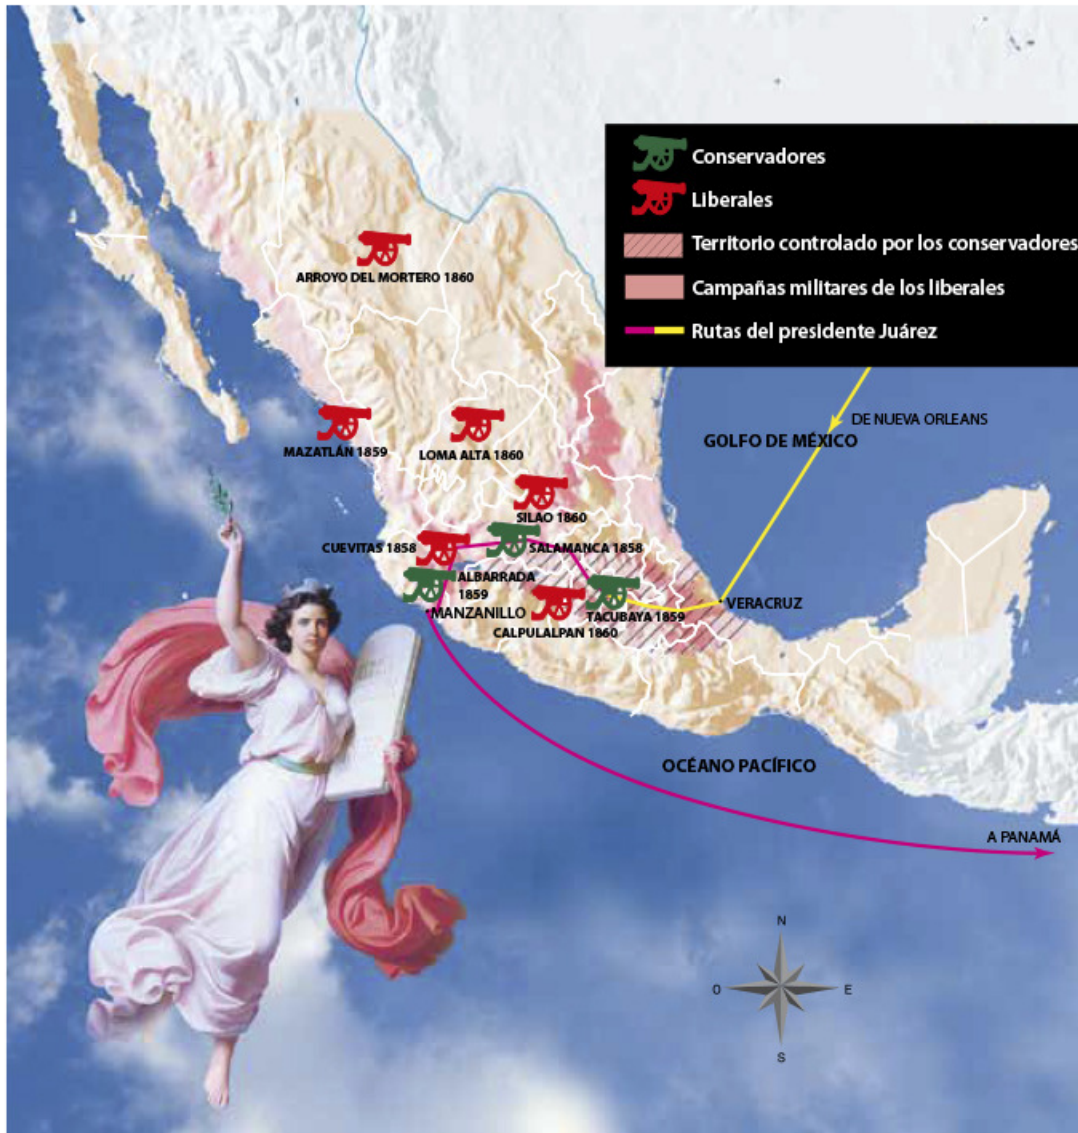 Conservadores
Liberales
Territorio controlado por los conservadores
Campañas militares de los liberales
Rutas del presidente Juárez
ARROYO DEL MORTERO 1860
DE NUEVA ORLEANS
GOLFO DE MÉXICO
MAZATLÁN 1859
LOMA ALTA 1860
SILAO 1860
CUEVITAS 1858
SALAMANCA 1858
ALBARRADA
1859
MANZANILLO
VERACRUZ
TACUBAYA 1859
CALPULALPAN 1860
OCÉANO PACÍFICO
A PANAMÁ
N
O
E
S